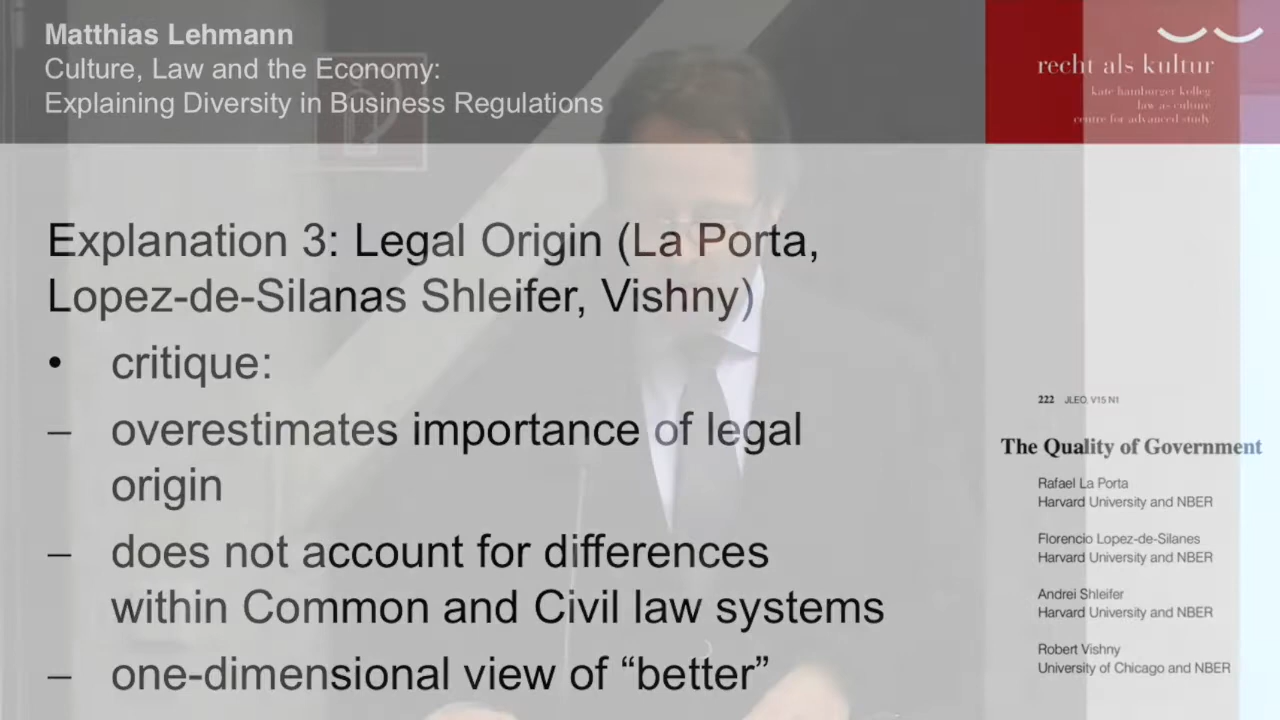 Matthias Lehmann
Culture, Law and the Economy:
Explaining Diversity in Business Regulations
recht als kultur
kate hamburger kolleg
law as culture
centre for advanced study
Explanation 3: Legal Origin (La Porta,
Lopez-de-Silanas Shleifer, Vishny)
• critique:
– overestimates importance of legal
origin
– does not account for differences
within Common and Civil law systems
– one-dimensional view of “better”
222 JLEO, V15 N1
The Quality of Government
Rafael La Porta
Harvard University and NBER
Florencio Lopez-de-Silanes
Harvard University and NBER
Andrei Shleifer
Harvard University and NBER
Robert Vishny
University of Chicago and NBER